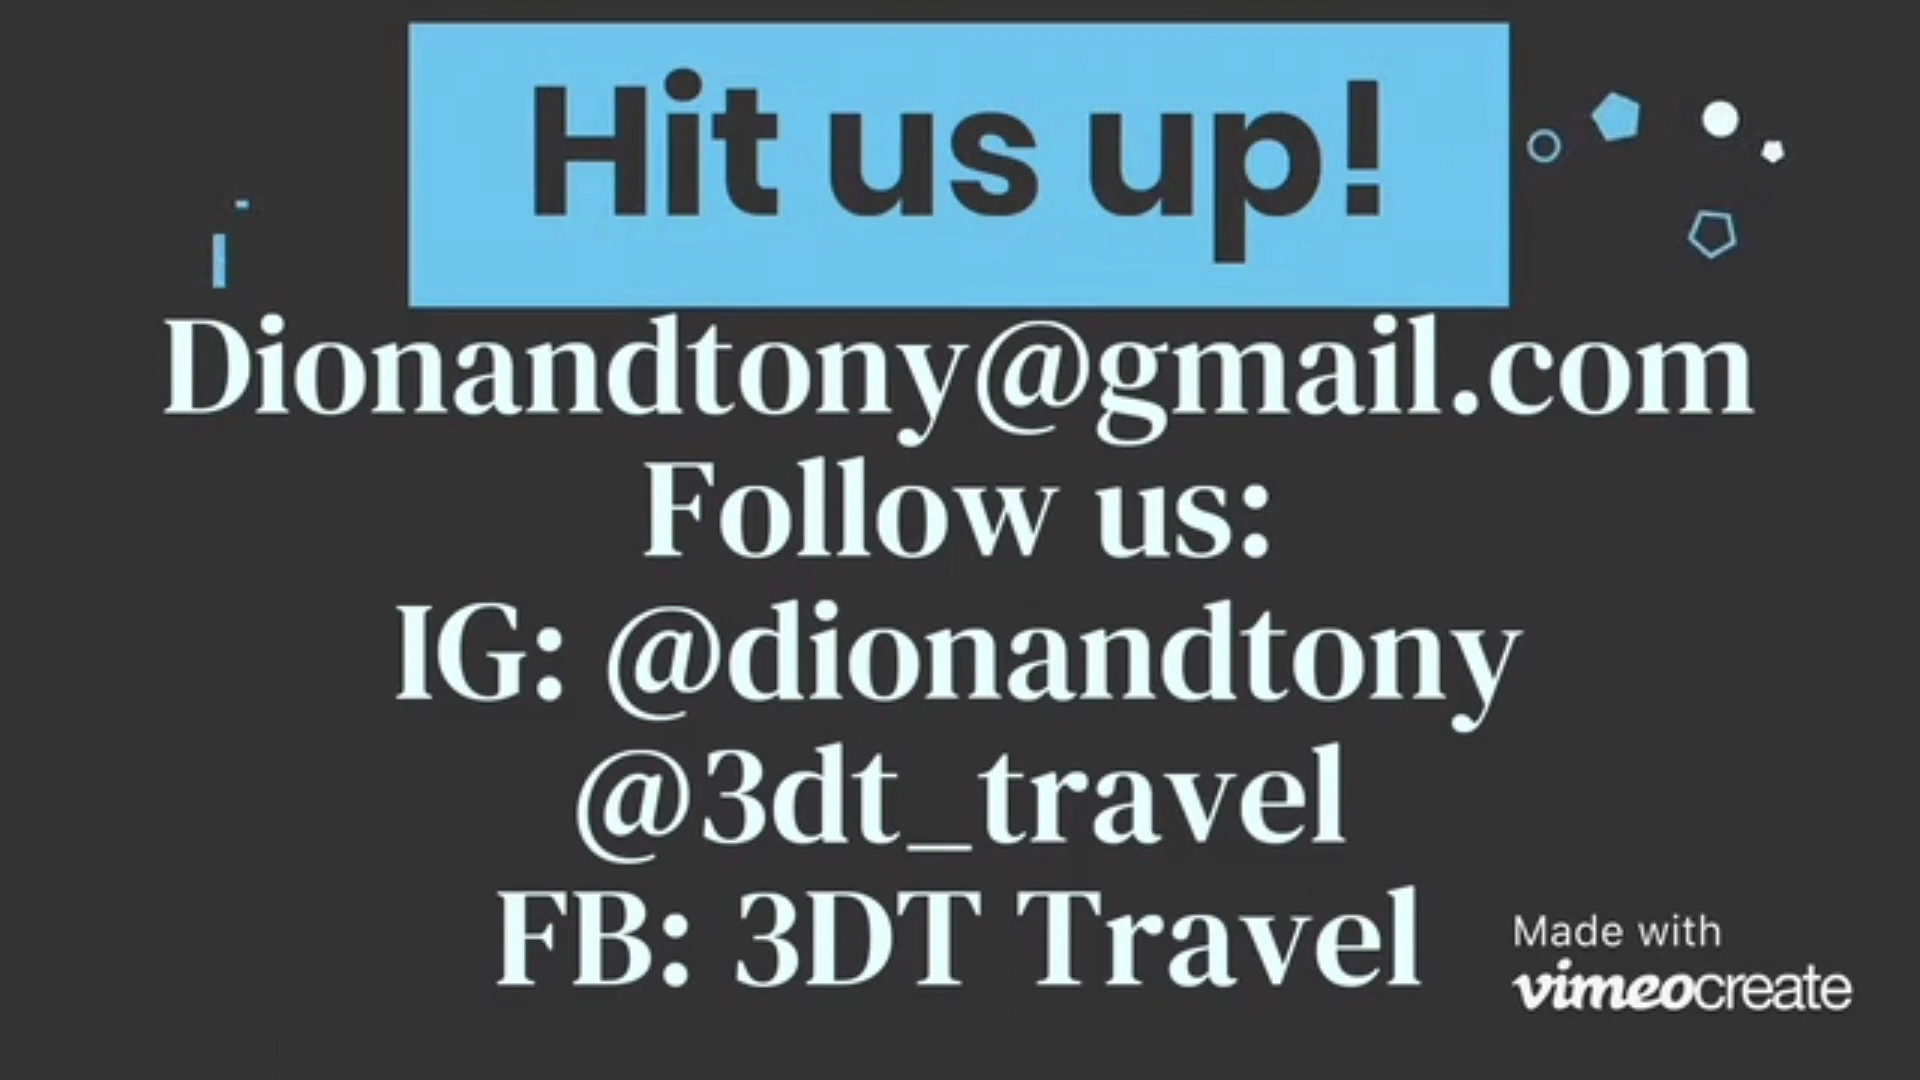 Hit us up!
Dionandtony@gmail.com
Follow us:
IG: @dionandtony
@3dt_travel
FB: 3DT Travel
Made with
vimeocreate